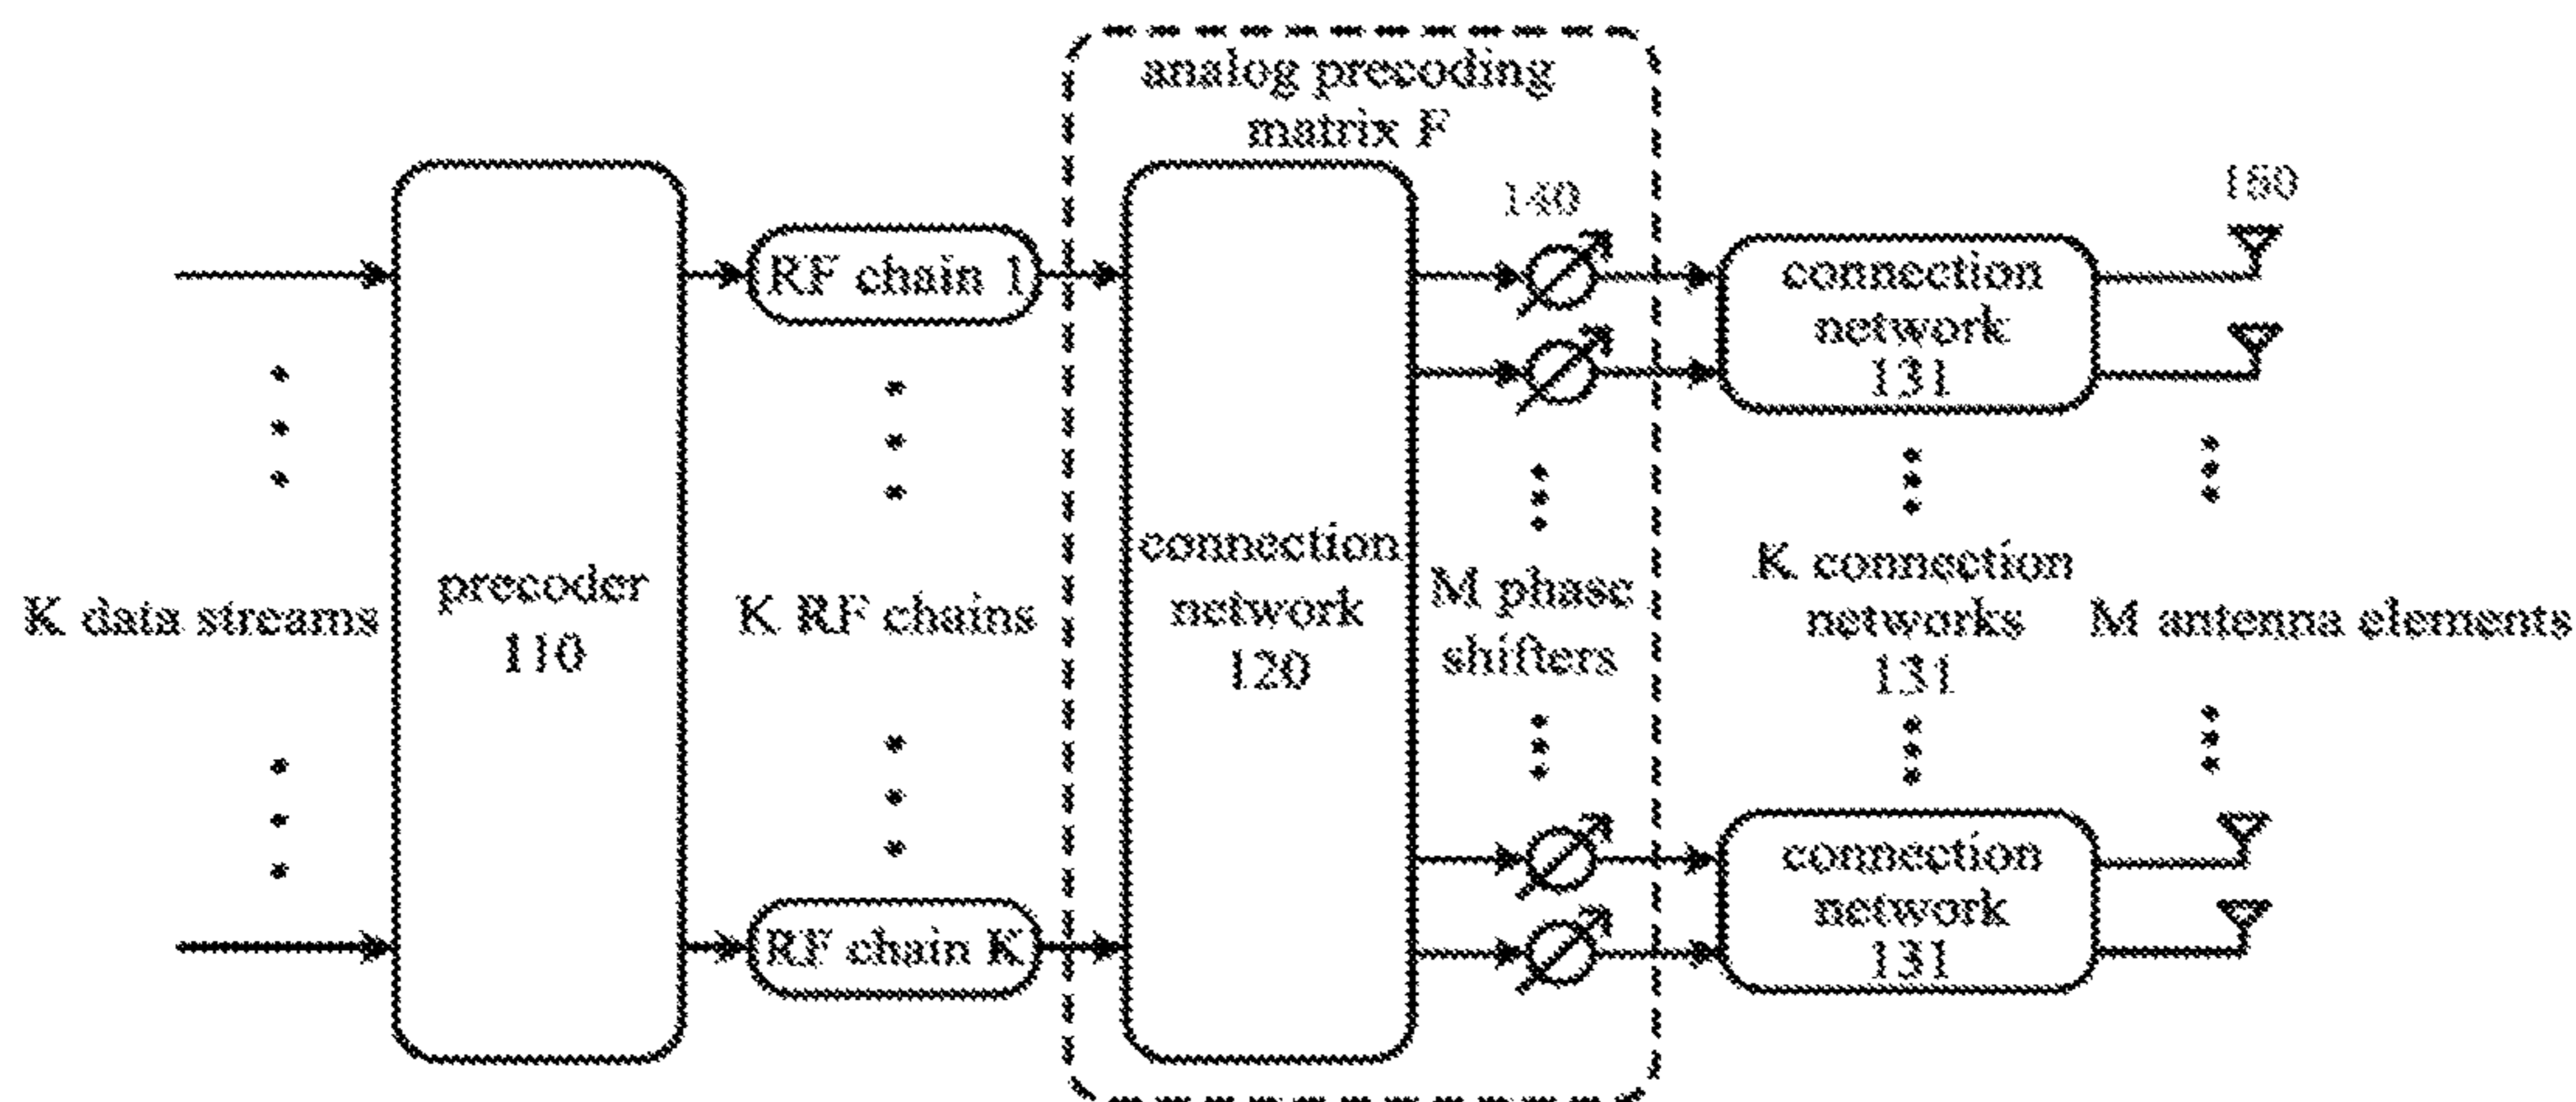 analog precoding
matrix F
140
RF chain 1
connection
network
131
K data streams
precoder
110
K RF chains
connection
network
120
M phase
shifters
K connection
networks
131
M antenna elements
RF chain K
connection
network
131